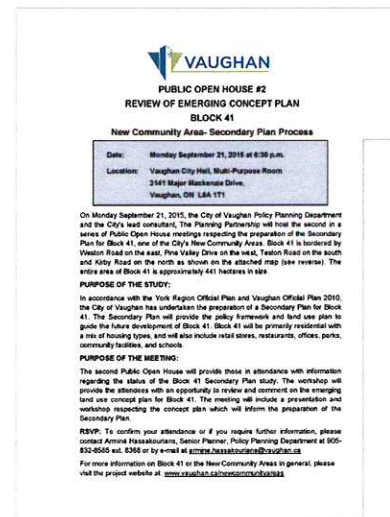 VAUGHAN
PUBLIC OPEN HOUSE #2
REVIEW OF EMERGING CONCEPT PLAN
BLOCK 41
New Community Area- Secondary Plan Process
Date: Monday September 21, 2015 at 6:30 p.m.
Location: Vaughan City Hall, Multi-Purpose Room
2141 Major Mackenzie Drive,
Vaughan, ON L6A 1T1
On Monday September 21, 2015, the City of Vaughan Policy Planning Department
and the City's lead consultant, The Planning Partnership will host the second in a
series of Public Open House meetings respecting the preparation of the Secondary
Plan for Block 41, one of the City's New Community Areas. Block 41 is bordered by
Weston Road on the east, Pine Valley Drive on the west, Teston Road on the south
and Kirby Road on the north as shown on the attached map (see reverse). The
entire area of Block 41 is approximately 441 hectares in size.
PURPOSE OF THE STUDY:
In accordance with the York Region Official Plan and Vaughan Official Plan 2010,
the City of Vaughan has undertaken the preparation of a Secondary Plan for Block
41. The Secondary Plan will provide the policy framework and land use plan to
guide the future development of Block 41. Block 41 will be primarily residential with
a mix of housing types, and will also include retail stores, restaurants, offices, parks,
community facilities, and schools.
PURPOSE OF THE MEETING:
The second Public Open House will provide those in attendance with information
regarding the status of the Block 41 Secondary Plan study. The workshop will
provide the attendees with an opportunity to review and comment on the emerging
land use concept plan for Block 41. The meeting will include a presentation and
workshop respecting the concept plan which will inform the preparation of the
Secondary Plan.
RSVP: To confirm your attendance or if you require further information, please
contact Arminé Hassakourians, Senior Planner, Policy Planning Department at 905-
832-8585 ext. 8368 or by e-mail at armine.hassakourians@vaughan.ca
For more information on Block 41 or the New Community Areas in general, please
visit the project website at: www.vaughan.ca/newcommunityareas